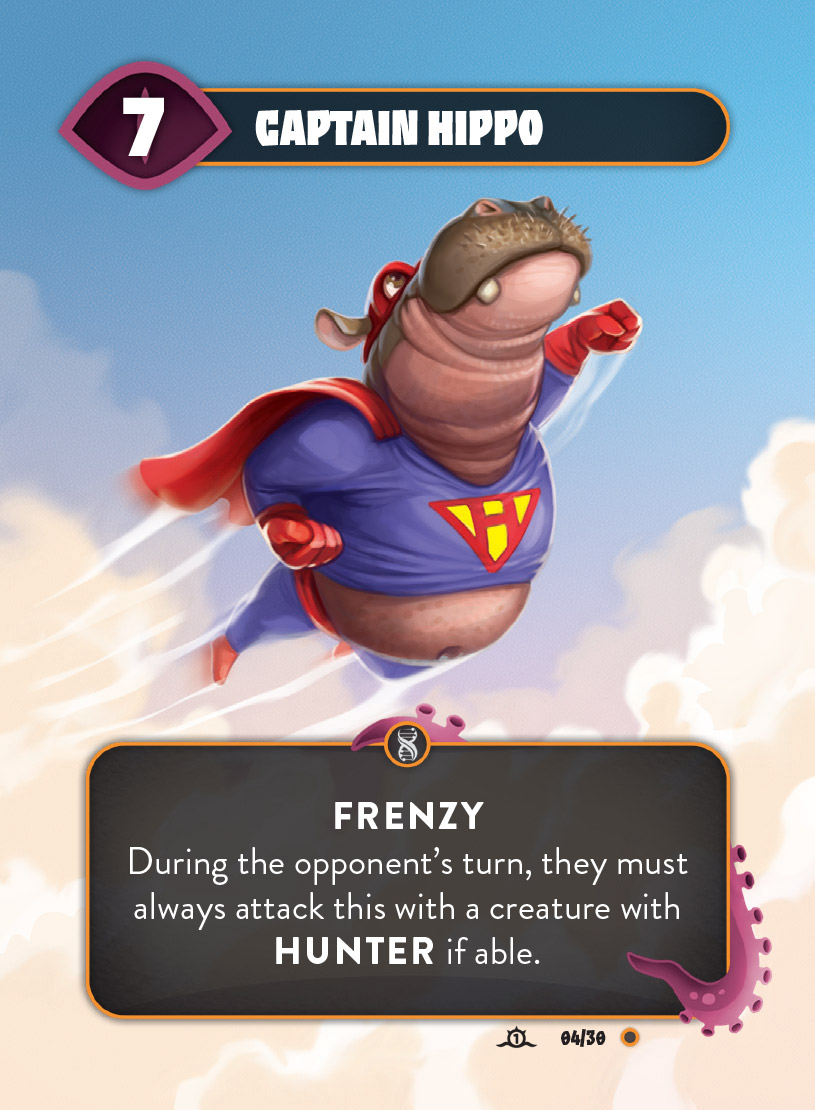 7
CAPTAIN HIPPO
H
FRENZY
During the opponent's turn, they must
always attack this with a creature with
HUNTER if able.
1 04/30